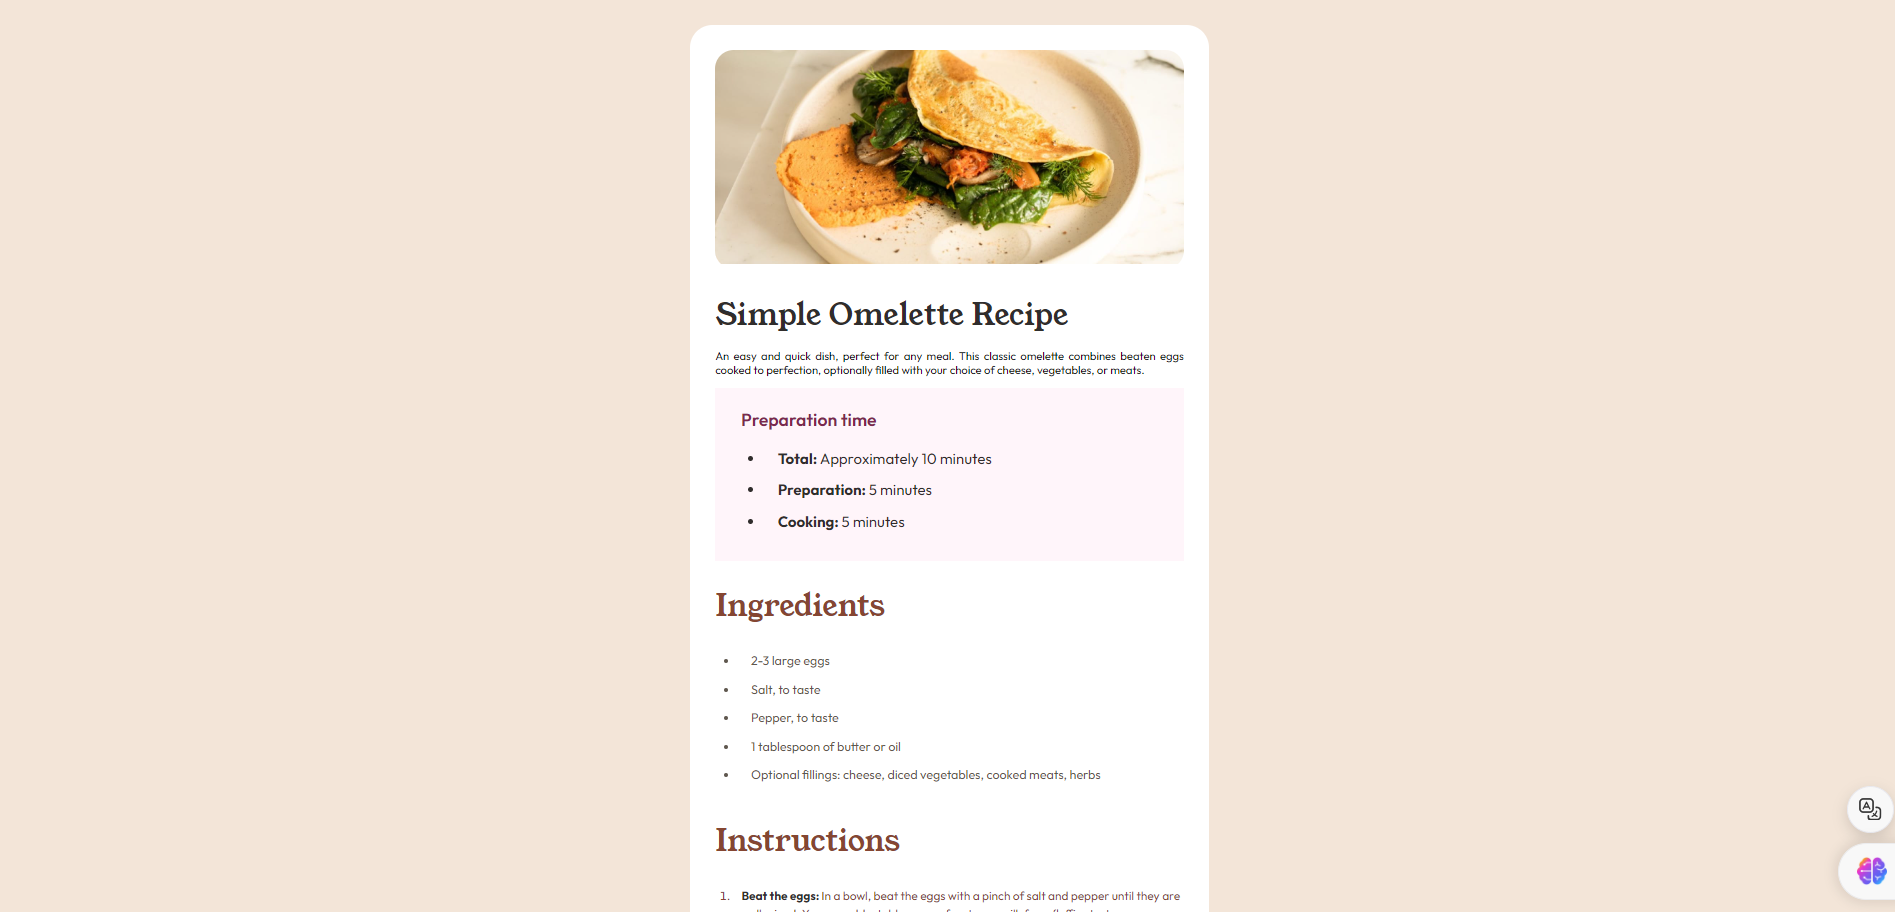 Simple Omelette Recipe
An easy and quick dish, perfect for any meal. This classic omelette combines beaten eggs
cooked to perfection, optionally filled with your choice of cheese, vegetables, or meats.
Preparation time
• Total: Approximately 10 minutes
• Preparation: 5 minutes
• Cooking: 5 minutes
Ingredients
• 2-3 large eggs
• Salt, to taste
• Pepper, to taste
• 1 tablespoon of butter or oil
• Optional fillings: cheese, diced vegetables, cooked meats, herbs
Instructions
1. Beat the eggs: In a bowl, beat the eggs with a pinch of salt and pepper until they are